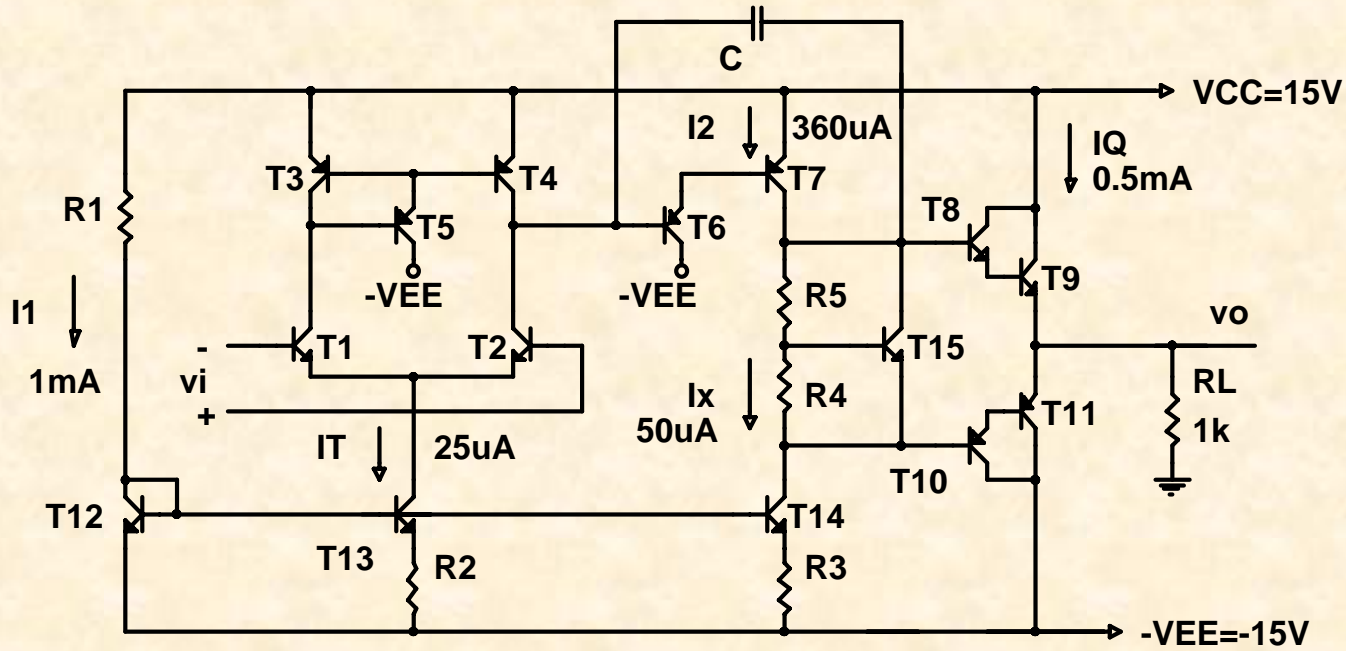 C
VCC=15V
I2
360uA
IQ
0.5mA
T3
T4
T7
R1
T5
T6
T8
-VEE
-VEE
T9
R5
I1
vo
-
T1
T2
T15
1mA
vi
Ix
R4
RL
+
50uA
T11
1k
IT
25uA
T10
T12
T14
T13
R2
R3
-VEE=-15V